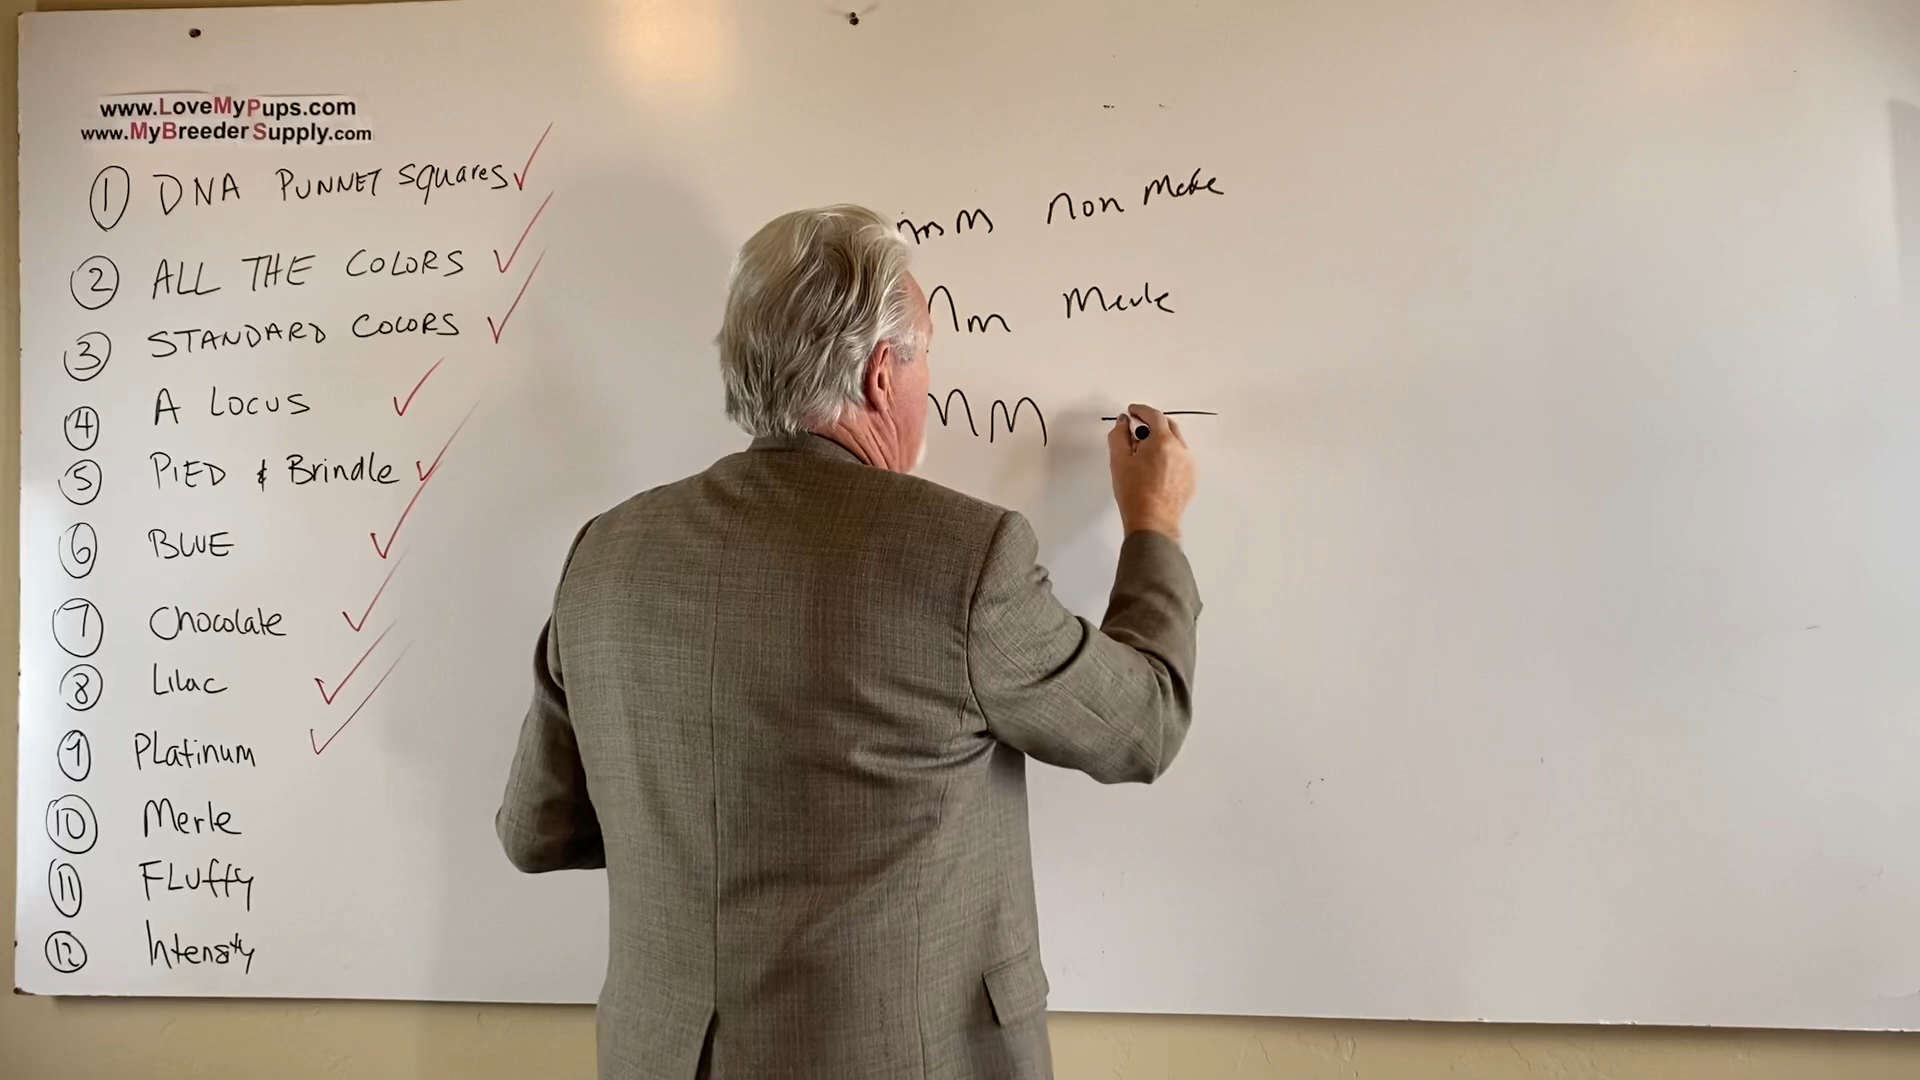 www.LoveMyPups.com
www.MyBreederSupply.com
1 DNA PUNNET SQuares ✓
2 ALL THE COLORS ✓
3 STANDARD COLORS ✓
4 A LOCUS ✓
5 PIED & Brindle ✓
6 BLUE ✓
7 Chocolate ✓
8 Lilac ✓
9 PLatinum ✓
10 Merle
11 FLuffy
12 Intensity
mm non Merle
Mm Merle
MM